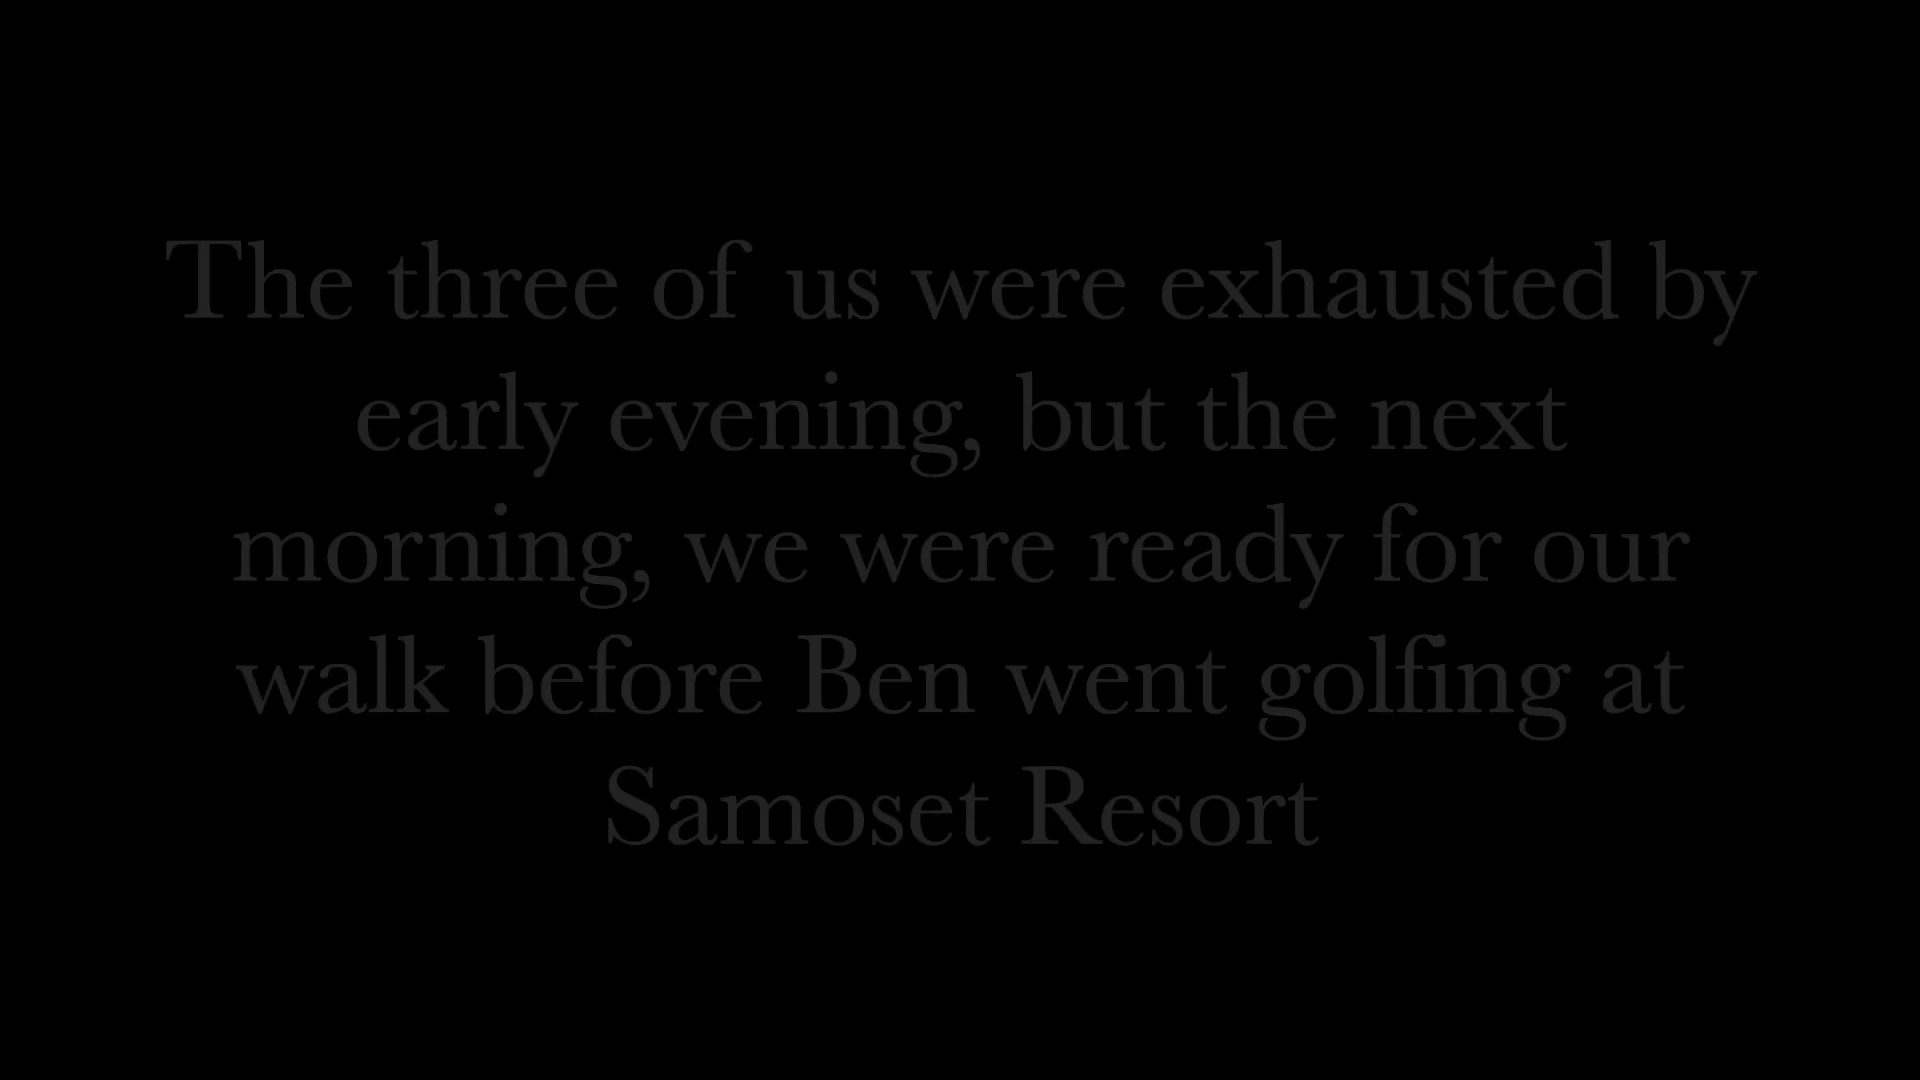 The three of us were exhausted by
early evening, but the next
morning, we were ready for our
walk before Ben went golfing at
Samoset Resort